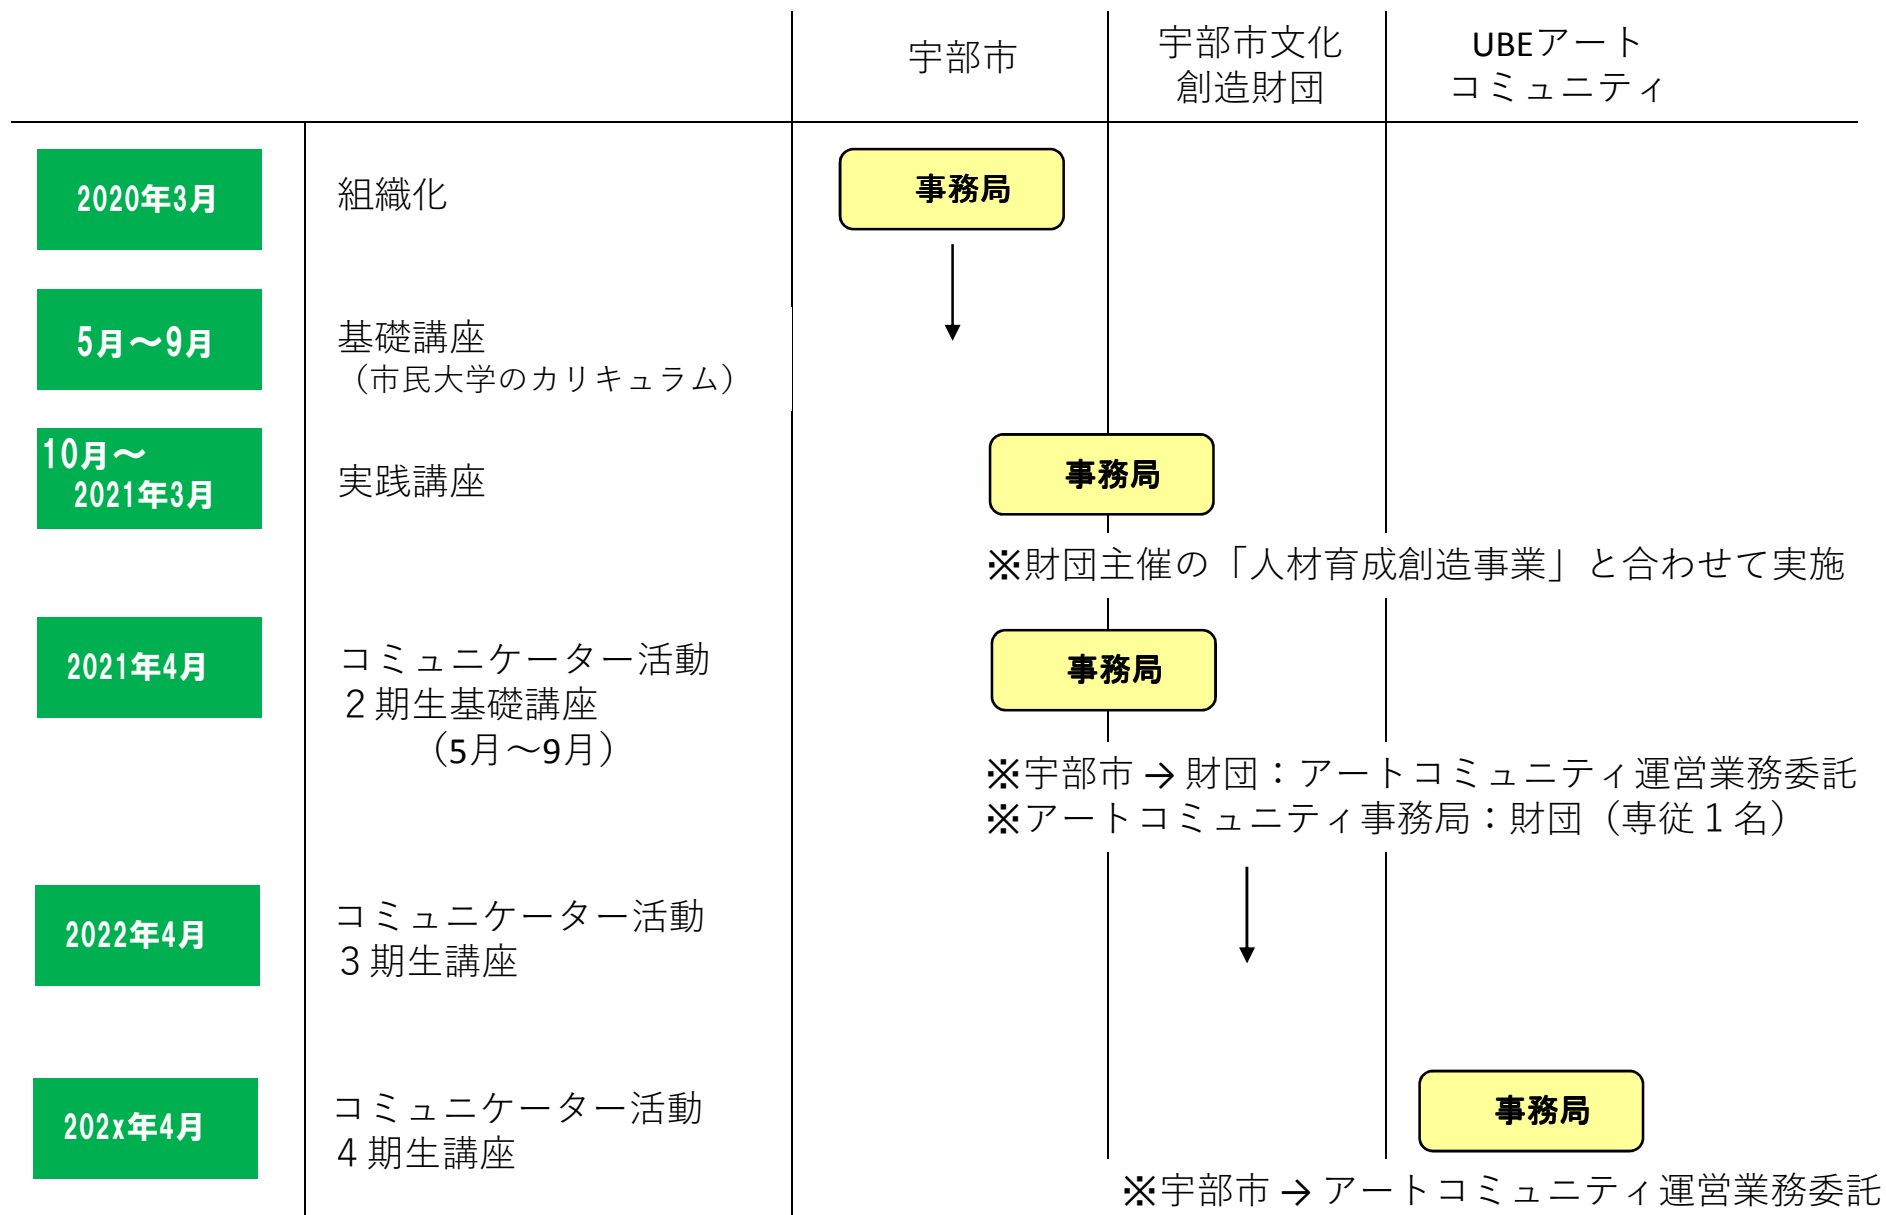 宇部市
宇部市文化
創造財団
UBEアート
コミュニティ
2020年3月
組織化
事務局
5月～9月
基礎講座
（市民大学のカリキュラム）
10月～
2021年3月
実践講座
事務局
※財団主催の「人材育成創造事業」と合わせて実施
2021年4月
コミュニケーター活動
２期生基礎講座
（5月～9月）
事務局
※宇部市→財団：アートコミュニティ運営業務委託
※アートコミュニティ事務局：財団（専従１名）
2022年4月
コミュニケーター活動
３期生講座
202x年4月
コミュニケーター活動
４期生講座
事務局
※宇部市→アートコミュニティ運営業務委託